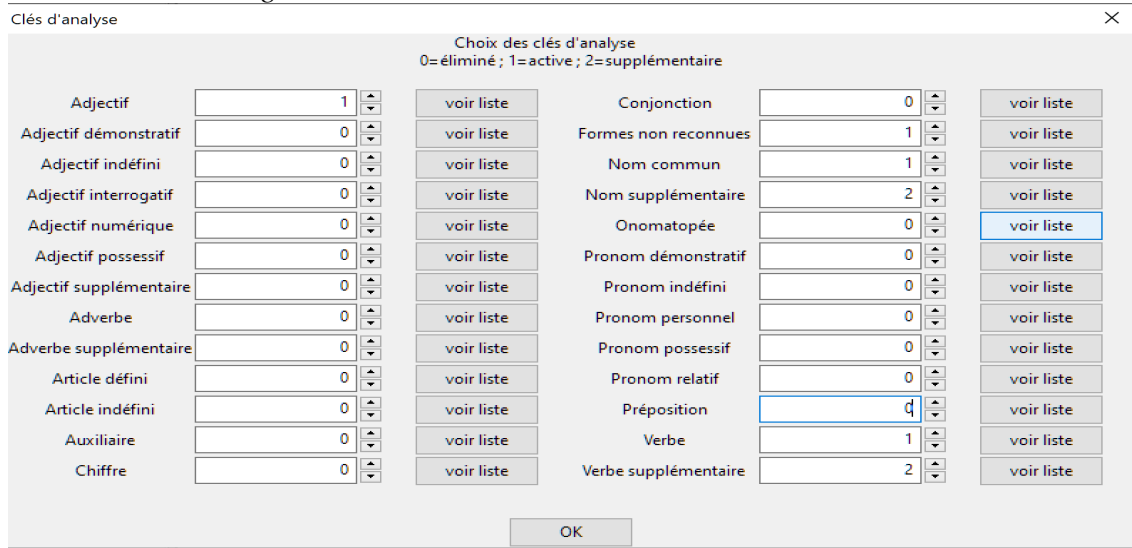 Clés d'analyse
Choix des clés d'analyse
0=éliminé ; 1=active ; 2=supplémentaire
Adjectif 1 voir liste Conjonction 0 voir liste
Adjectif démonstratif 0 voir liste Formes non reconnues 1 voir liste
Adjectif indéfini 0 voir liste Nom commun 1 voir liste
Adjectif interrogatif 0 voir liste Nom supplémentaire 2 voir liste
Adjectif numérique 0 voir liste Onomatopée 0 voir liste
Adjectif possessif 0 voir liste Pronom démonstratif 0 voir liste
Adjectif supplémentaire 0 voir liste Pronom indéfini 0 voir liste
Adverbe 0 voir liste Pronom personnel 0 voir liste
Adverbe supplémentaire 0 voir liste Pronom possessif 0 voir liste
Article défini 0 voir liste Pronom relatif 0 voir liste
Article indéfini 0 voir liste Préposition 0 voir liste
Auxiliaire 0 voir liste Verbe 1 voir liste
Chiffre 0 voir liste Verbe supplémentaire 2 voir liste
OK